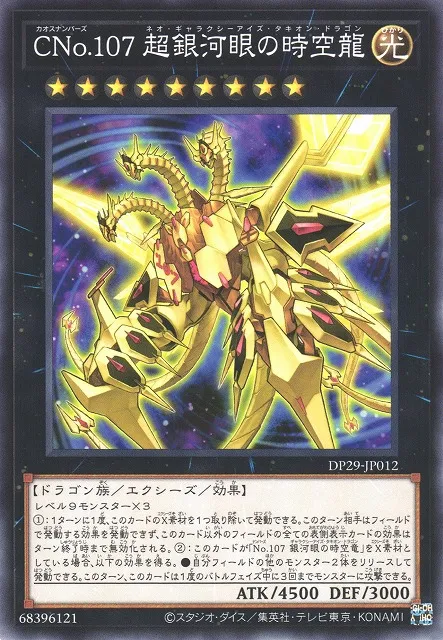 カオスナンバーズ ネオ・ギャラクシーアイズ・タキオン・ドラゴン
CNo.107 超銀河眼の時空龍
ひかり
光
DP29-JP012
【ドラゴン族/エクシーズ/効果】
レベル9モンスター×3
①:1ターンに1度、このカードのX素材を1つ取り除いて発動できる。このターン相手はフィールド
で発動する効果を発動できず、このカード以外のフィールドの全ての表側表示カードの効果は
ターン終了時まで無効化される。②:このカードが「No.107 銀河眼の時空竜」をX素材と
している場合、以下の効果を得る。●自分フィールドの他のモンスター2体をリリースして
発動できる。このターン、このカードは1度のバトルフェイズ中に3回までモンスターに攻撃できる。
ATK/4500 DEF/3000
68396121 ©スタジオ・ダイス/集英社・テレビ東京・KONAMI